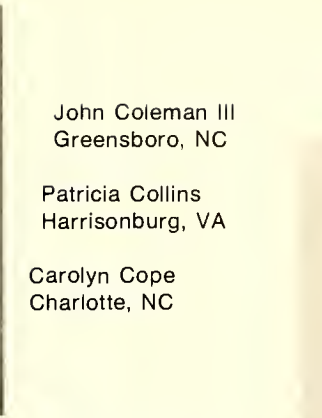 John Coleman III
Greensboro, NC
Patricia Collins
Harrisonburg, VA
Carolyn Cope
Charlotte, NC